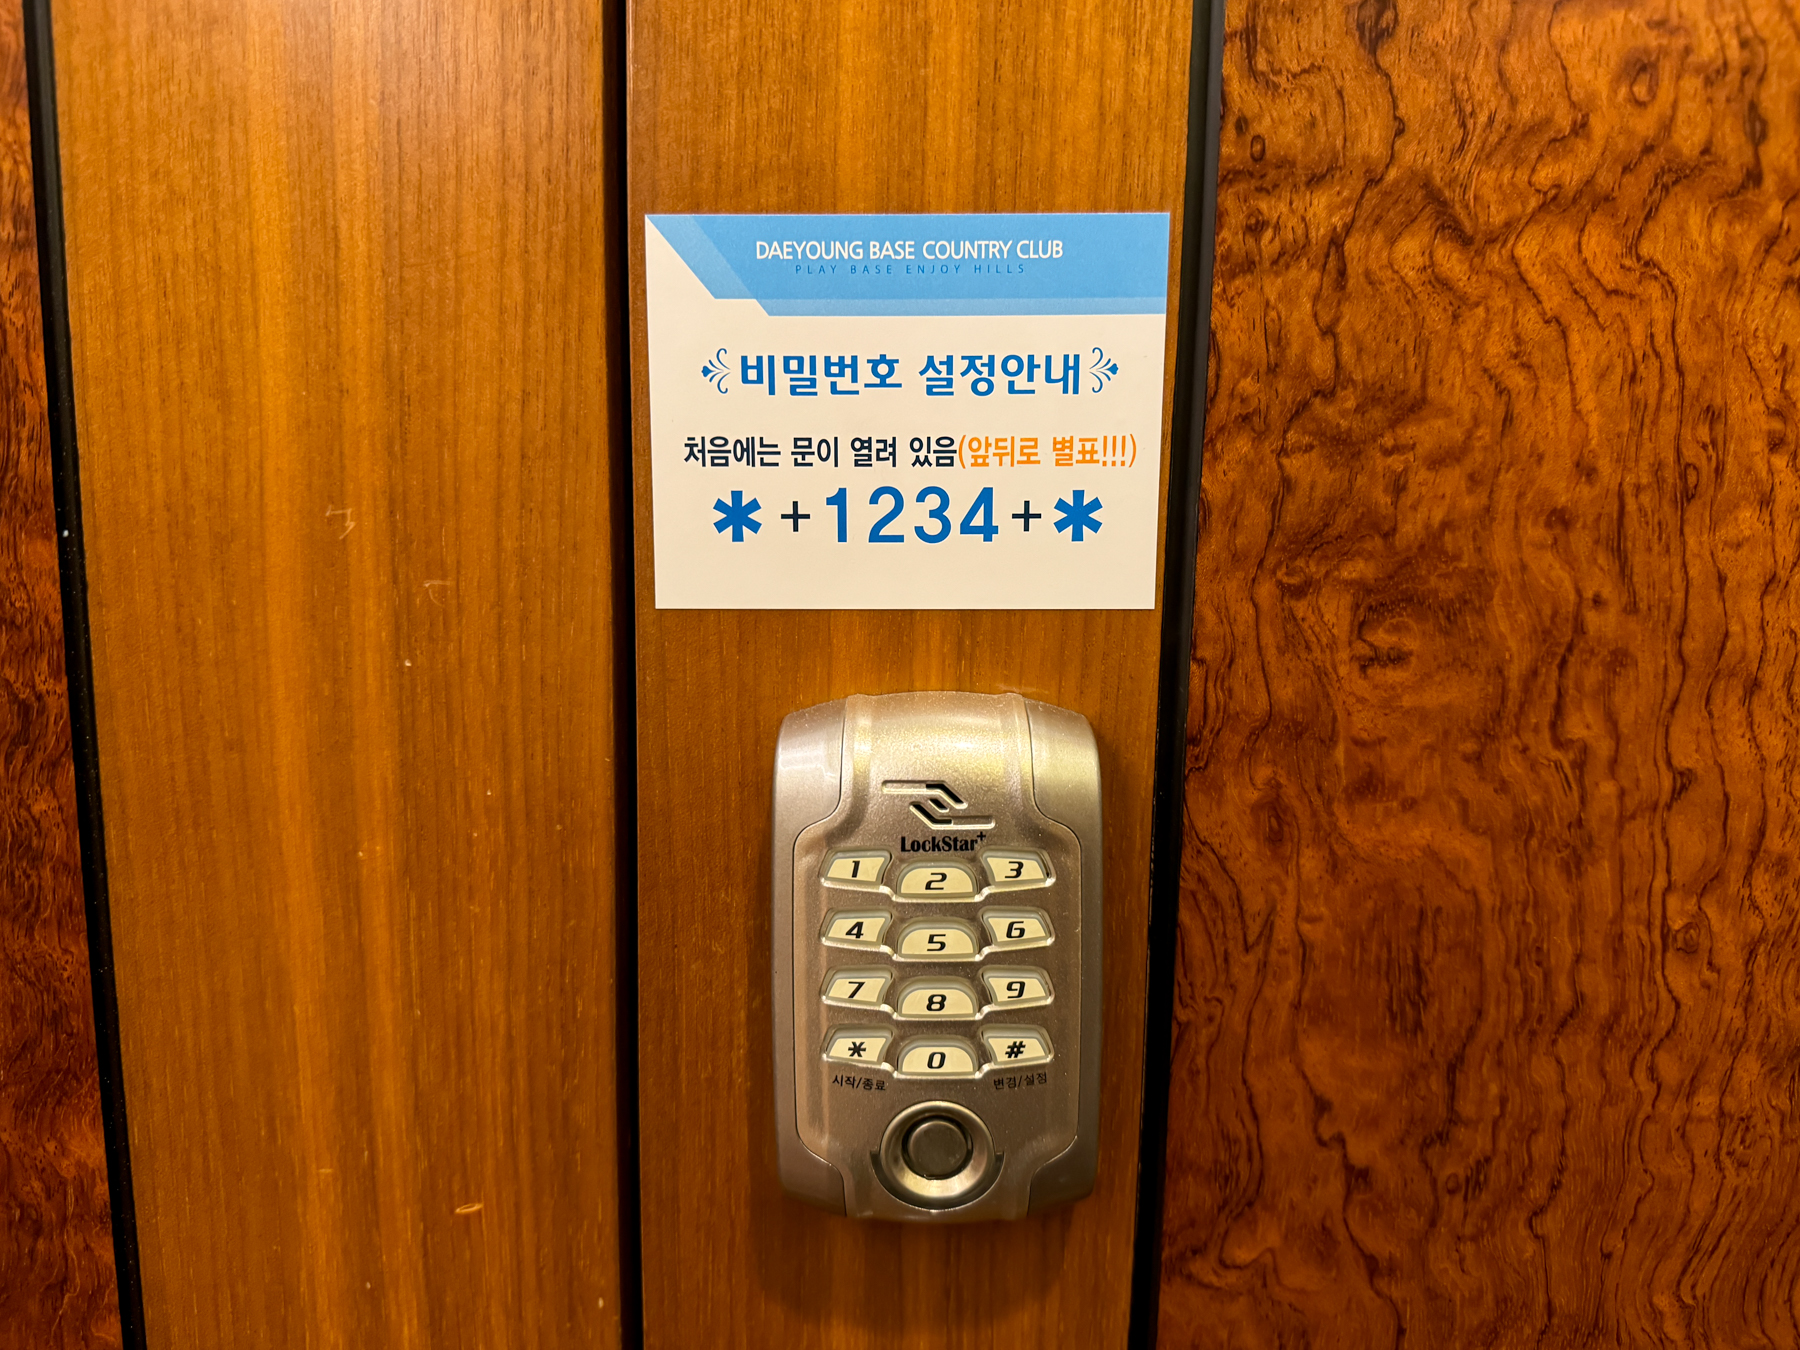 DAEYOUNG BASE COUNTRY CLUB
PLAY BASE ENJOY HILLS
비밀번호 설정안내
처음에는 문이 열려 있음(앞뒤로 별표!!!)
* +1234+ *
LockStar+
1 2 3
4 5 6
7 8 9
* 0 #
시작/종료 변경/설정